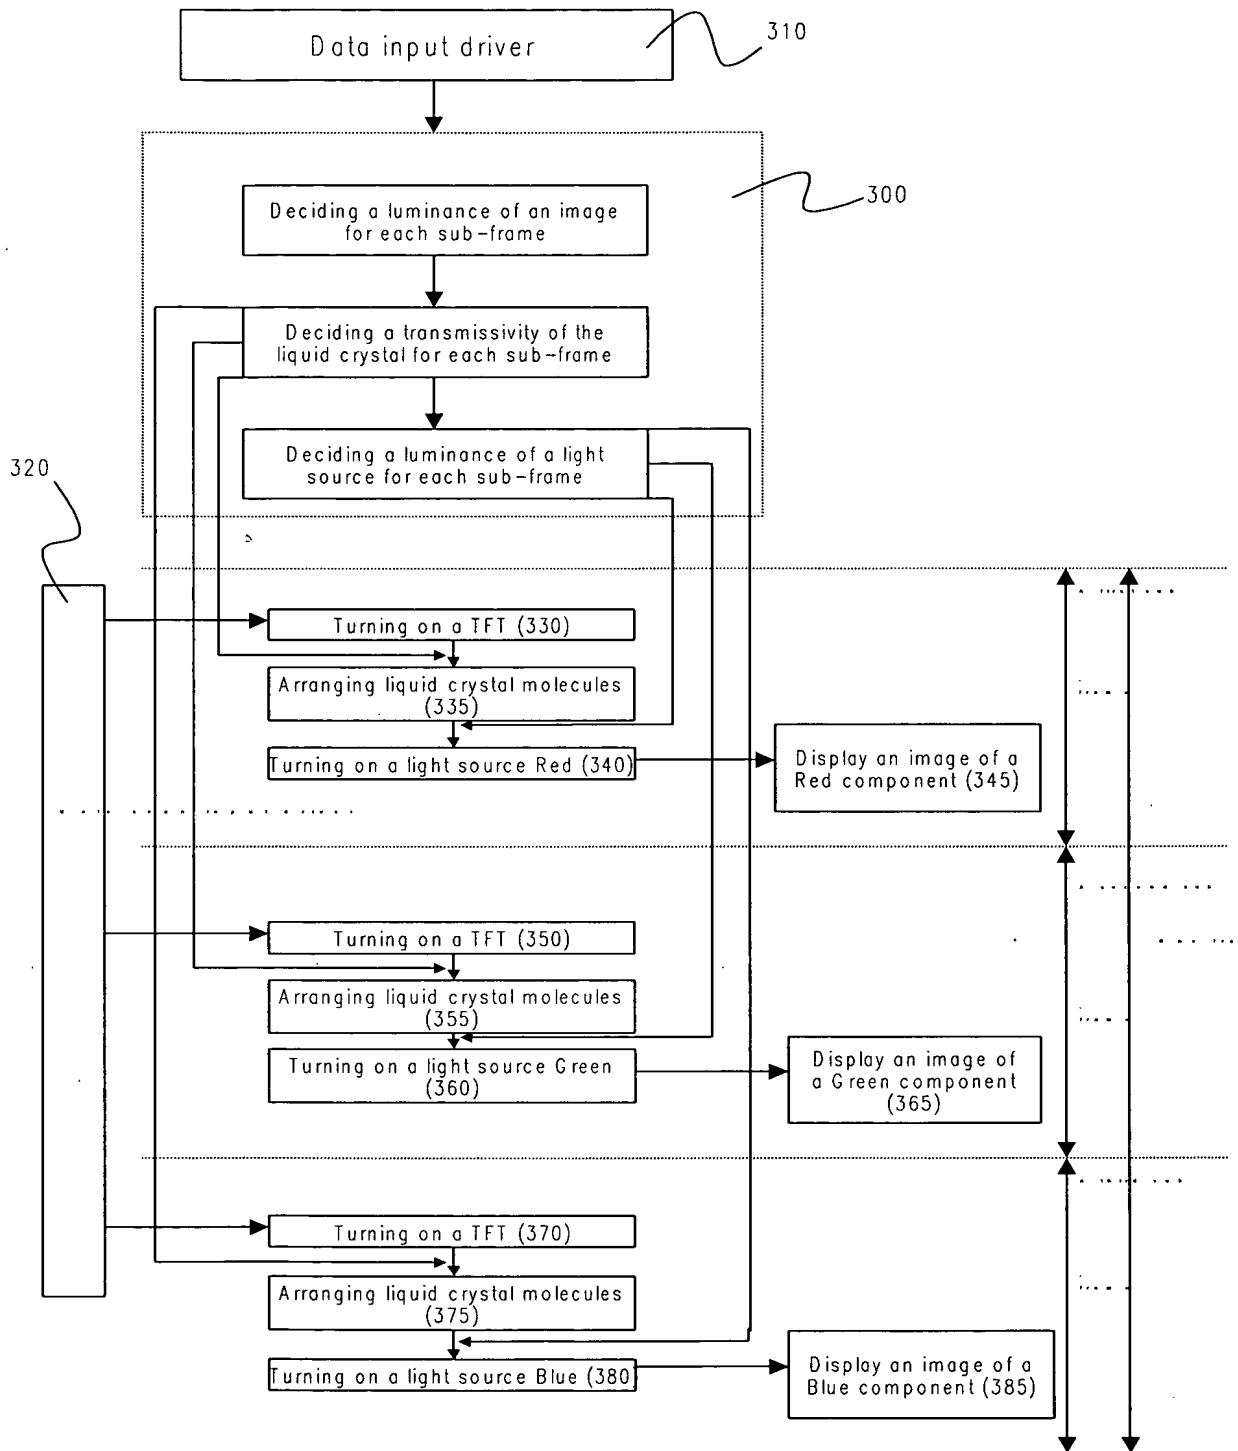 Data input driver
310
300
Deciding a luminance of an image
for each sub-frame
Deciding a transmissivity of the
liquid crystal for each sub-frame
Deciding a luminance of a light
source for each sub-frame
320
Turning on a TFT (330)
Arranging liquid crystal molecules
(335)
Turning on a light source Red (340)
Display an image of a
Red component (345)
Turning on a TFT (350)
Arranging liquid crystal molecules
(355)
Turning on a light source Green
(360)
Display an image of
a Green component
(365)
Turning on a TFT (370)
Arranging liquid crystal molecules
(375)
Turning on a light source Blue (380)
Display an image of a
Blue component (385)